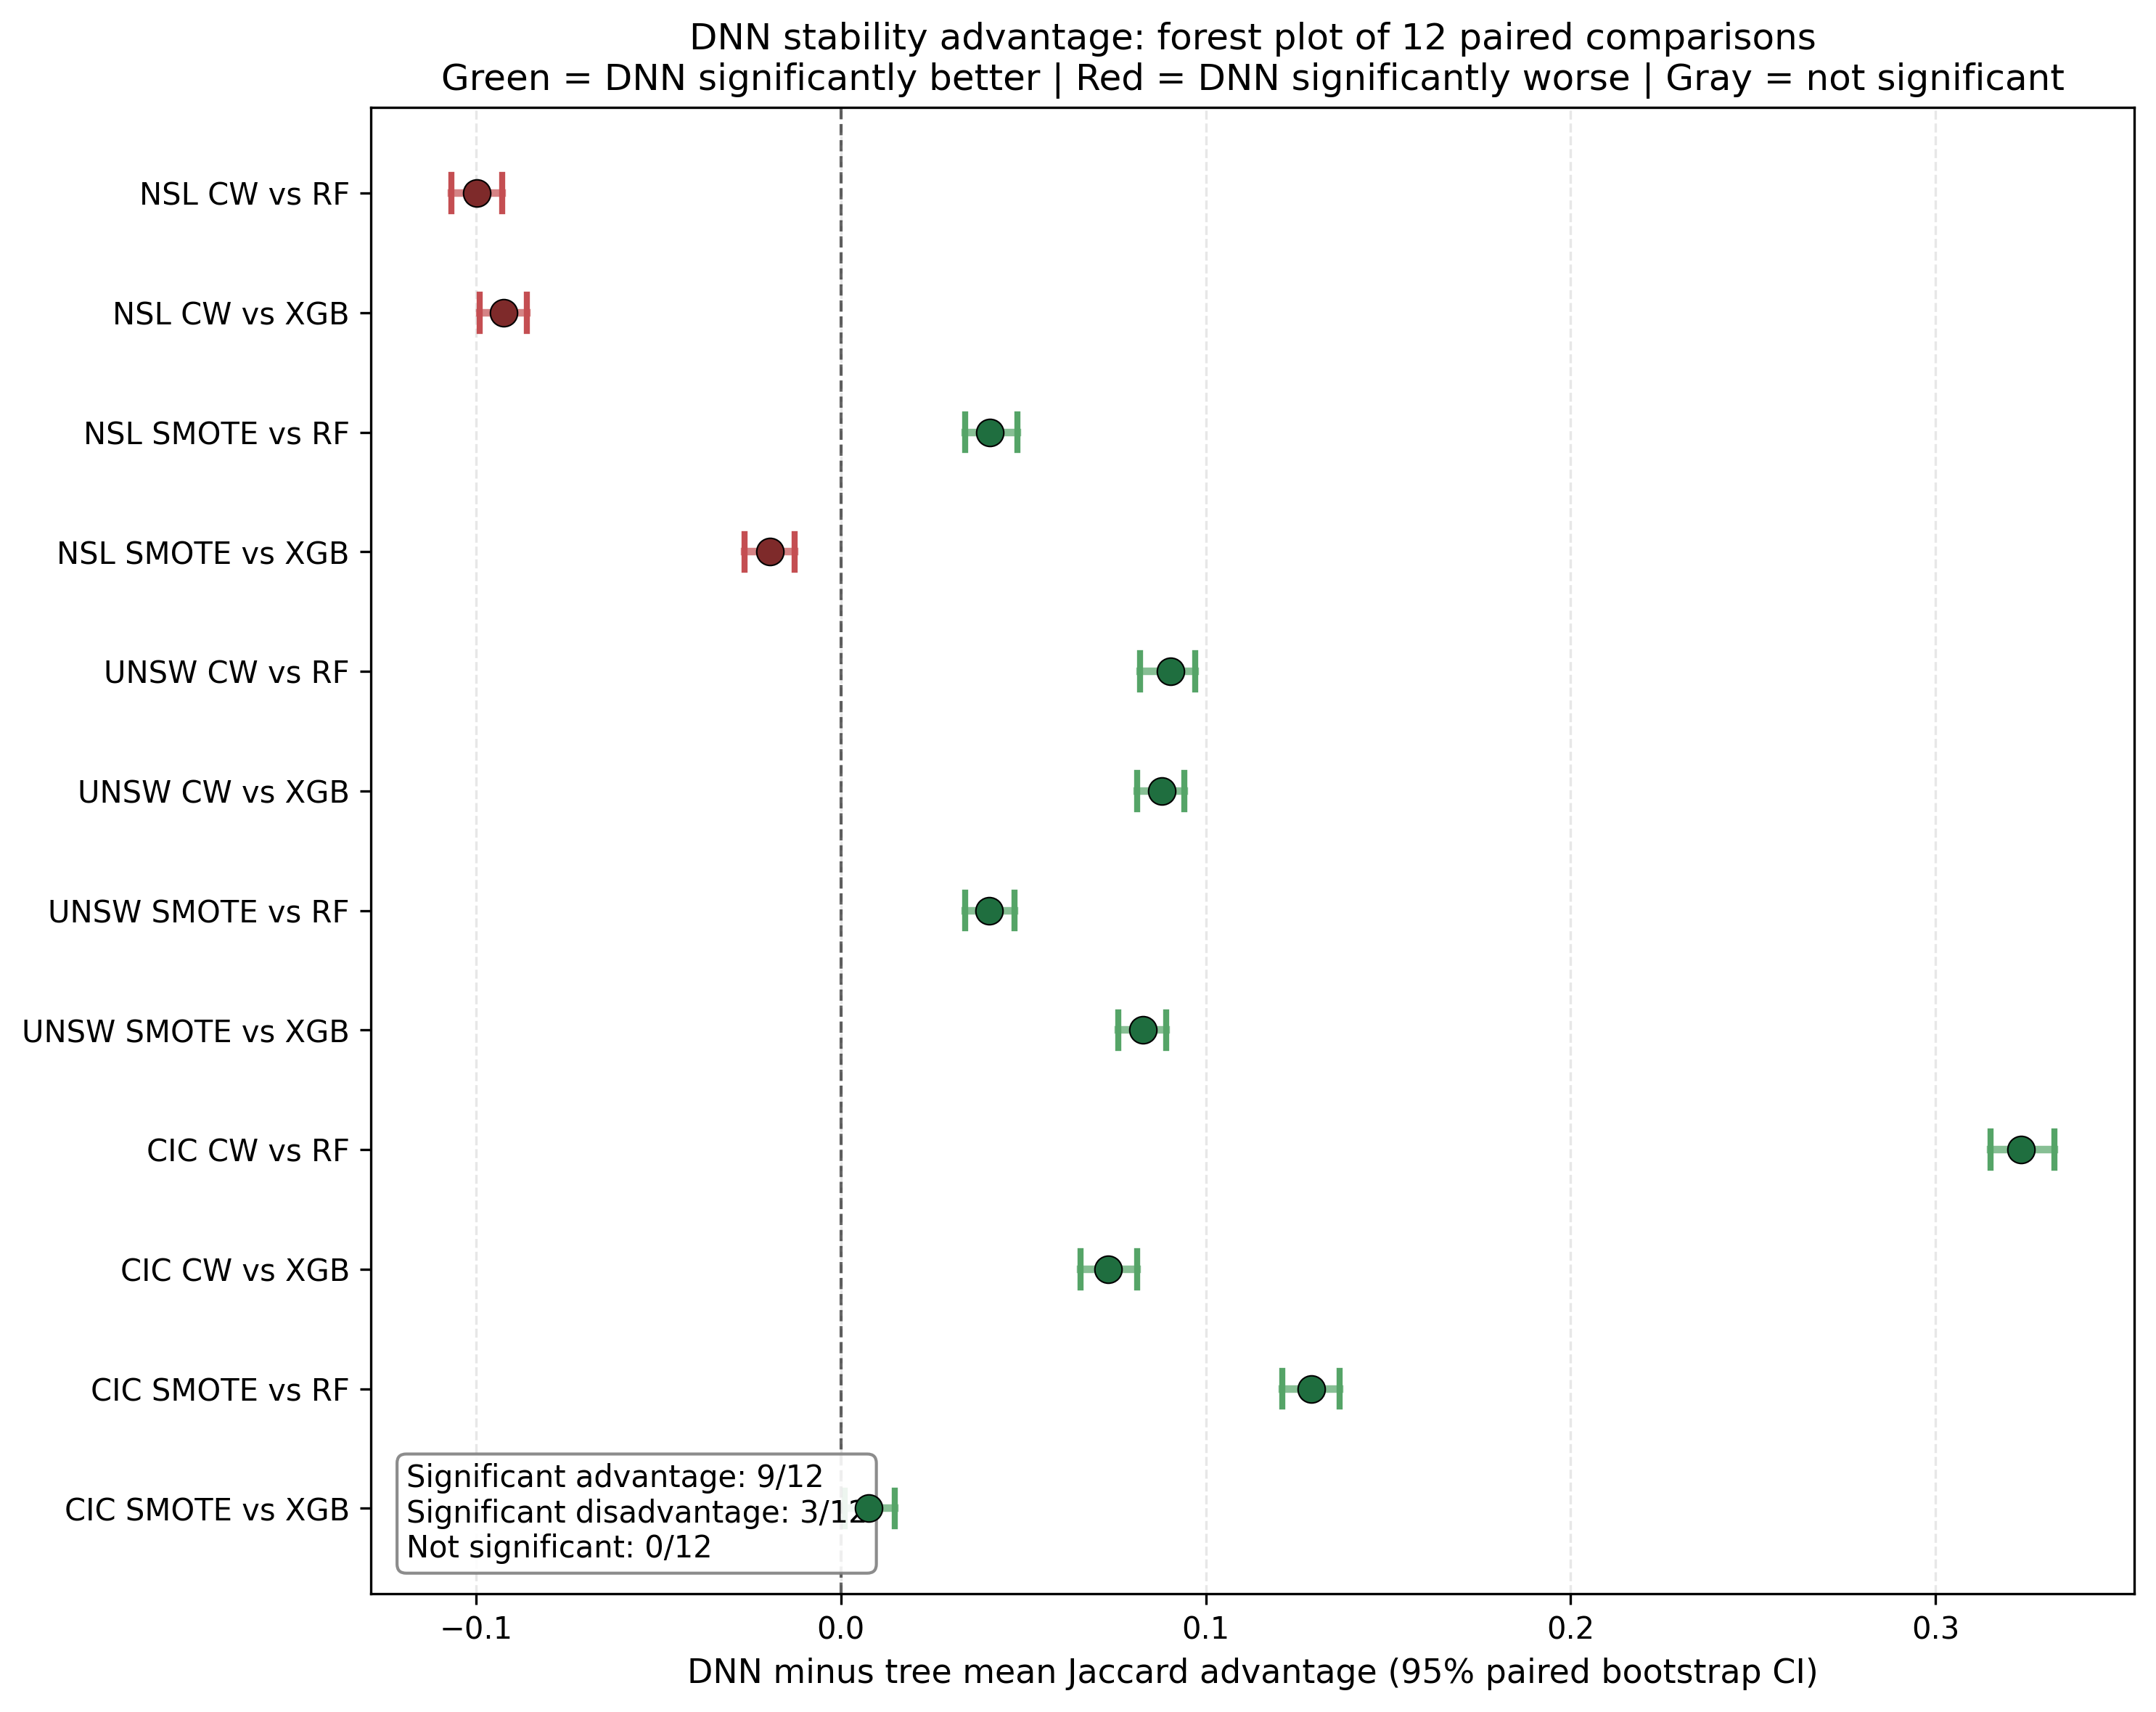 DNN stability advantage: forest plot of 12 paired comparisons
Green = DNN significantly better | Red = DNN significantly worse | Gray = not significant
NSL CW vs RF
NSL CW vs XGB
NSL SMOTE vs RF
NSL SMOTE vs XGB
UNSW CW vs RF
UNSW CW vs XGB
UNSW SMOTE vs RF
UNSW SMOTE vs XGB
CIC CW vs RF
CIC CW vs XGB
CIC SMOTE vs RF
CIC SMOTE vs XGB
Significant advantage: 9/12
Significant disadvantage: 3/12
Not significant: 0/12
−0.1 0.0 0.1 0.2 0.3
DNN minus tree mean Jaccard advantage (95% paired bootstrap CI)